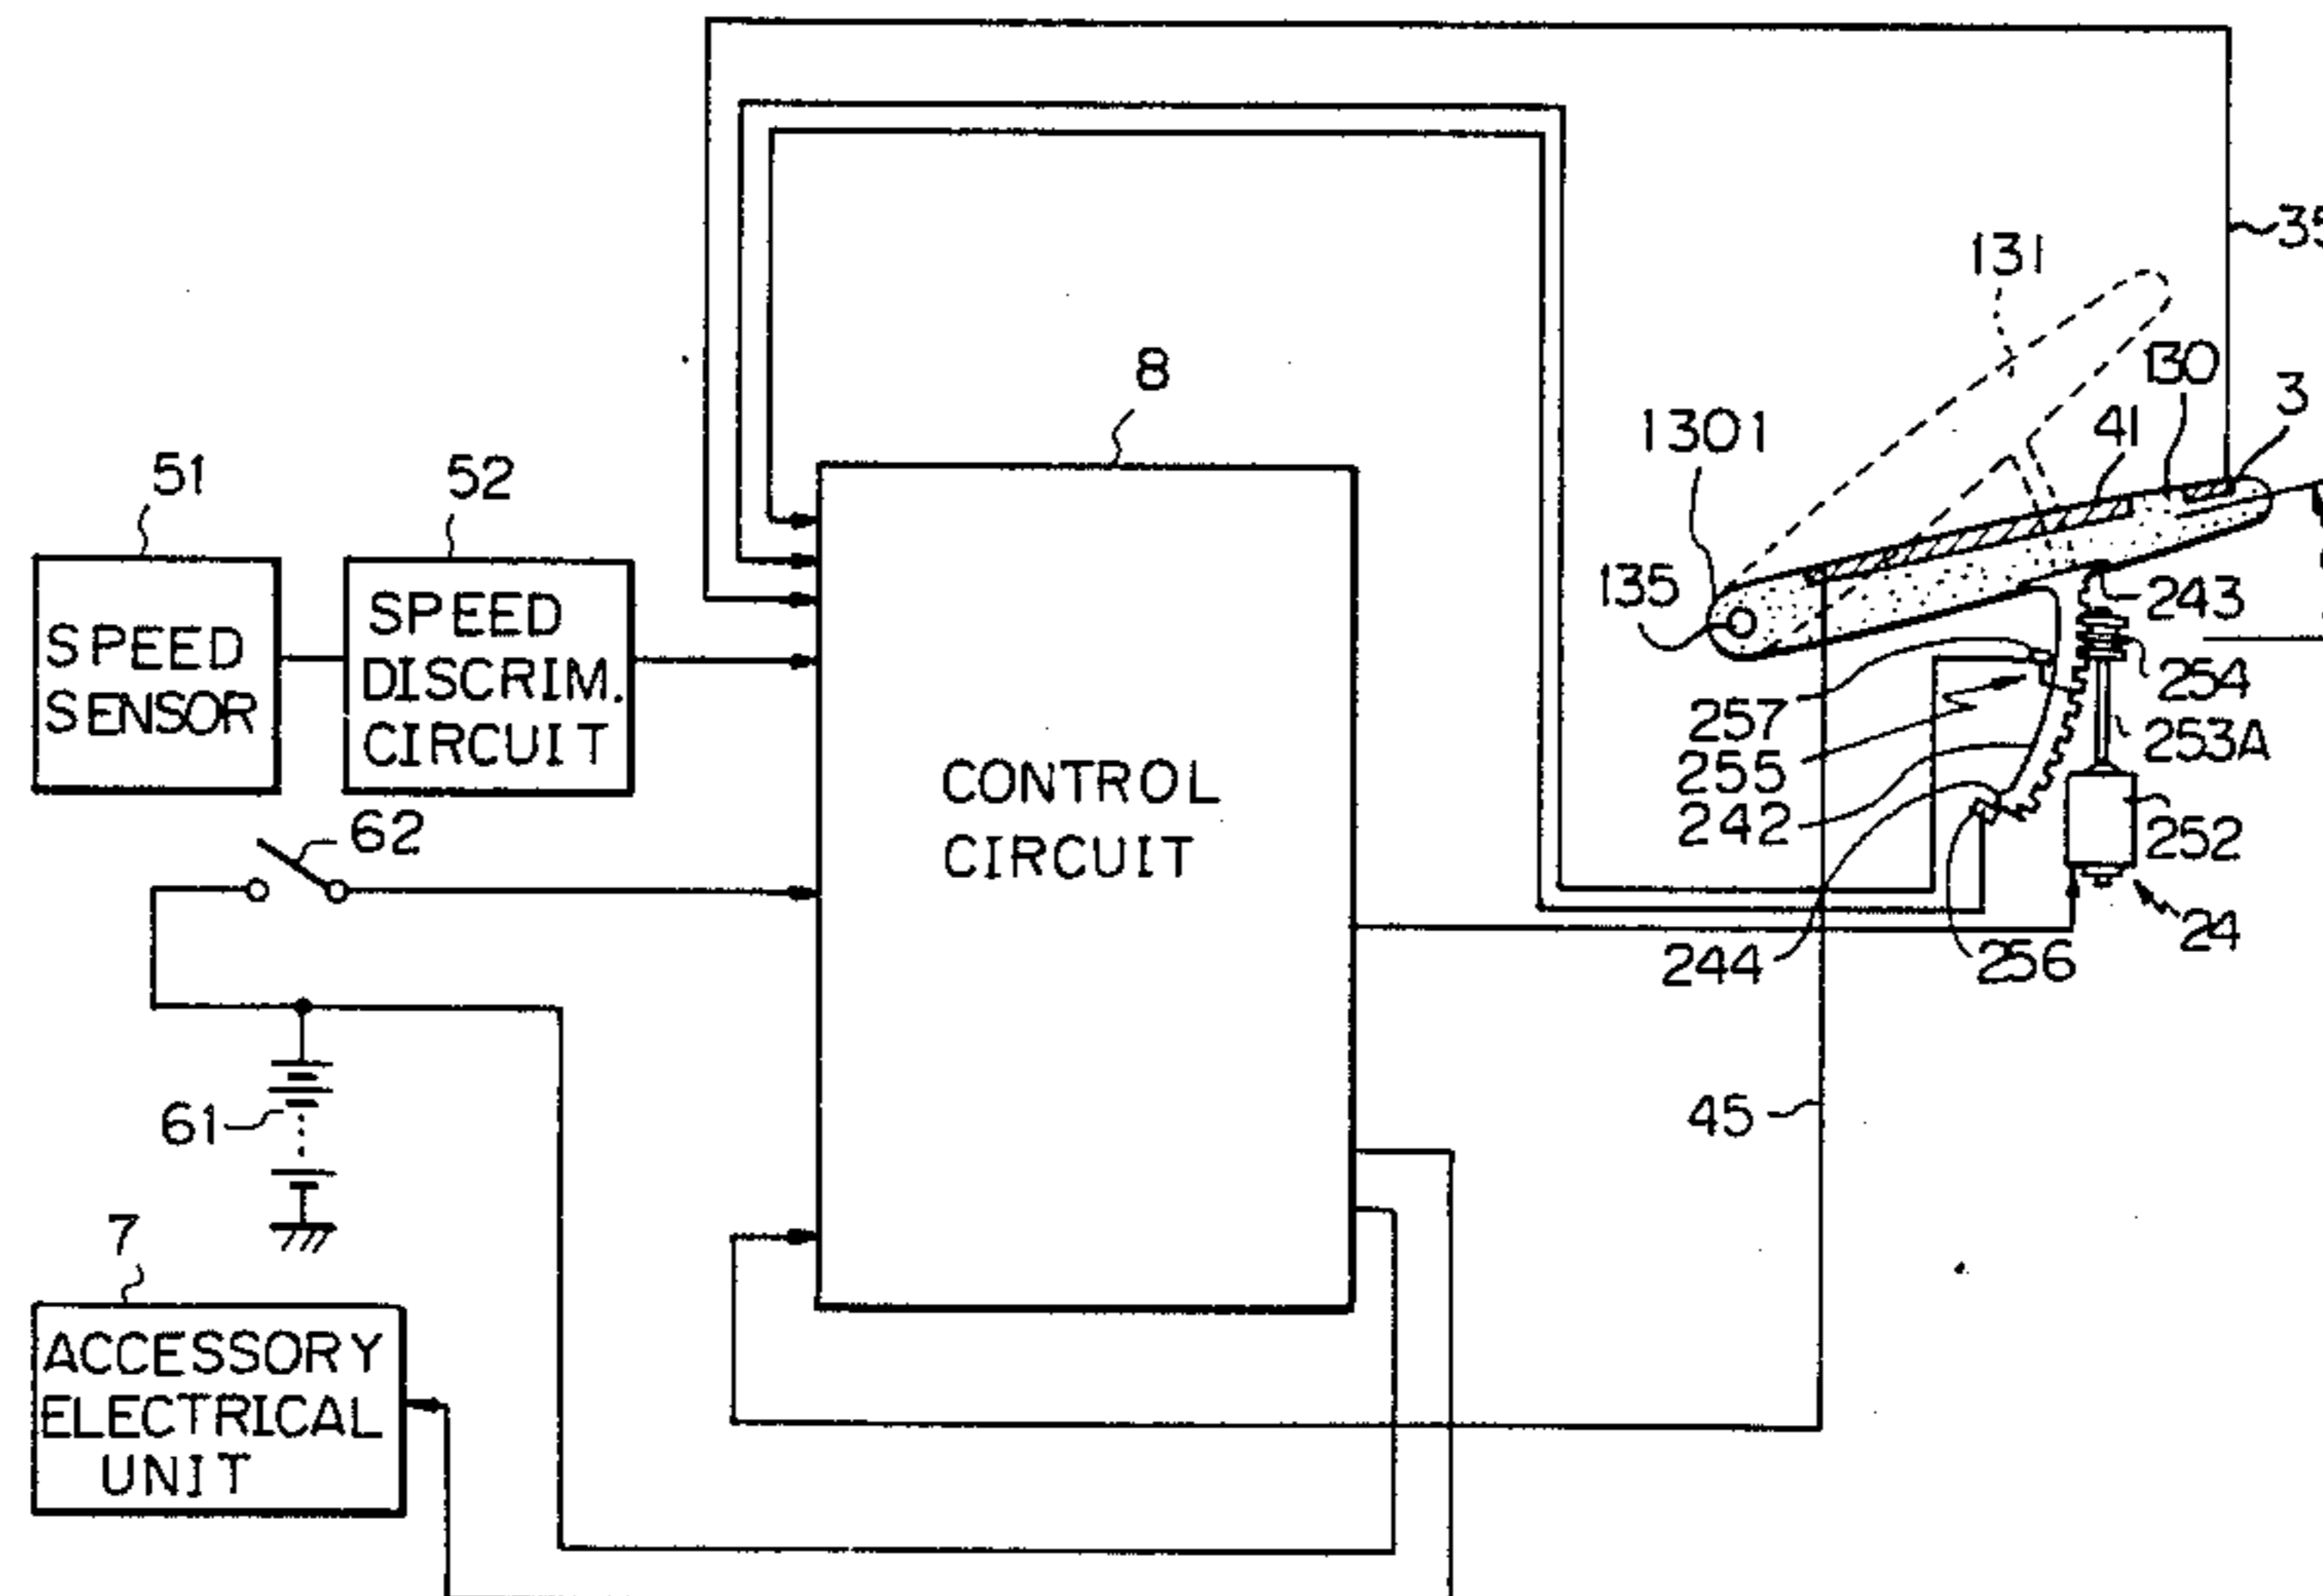 35
131
8
130
3
1301
41
51
52
135
243
SPEED
SENSOR
SPEED
DISCRIM.
CIRCUIT
254
257
253A
255
CONTROL
CIRCUIT
242
62
252
24
244
256
61
45
7
ACCESSORY
ELECTRICAL
UNIT